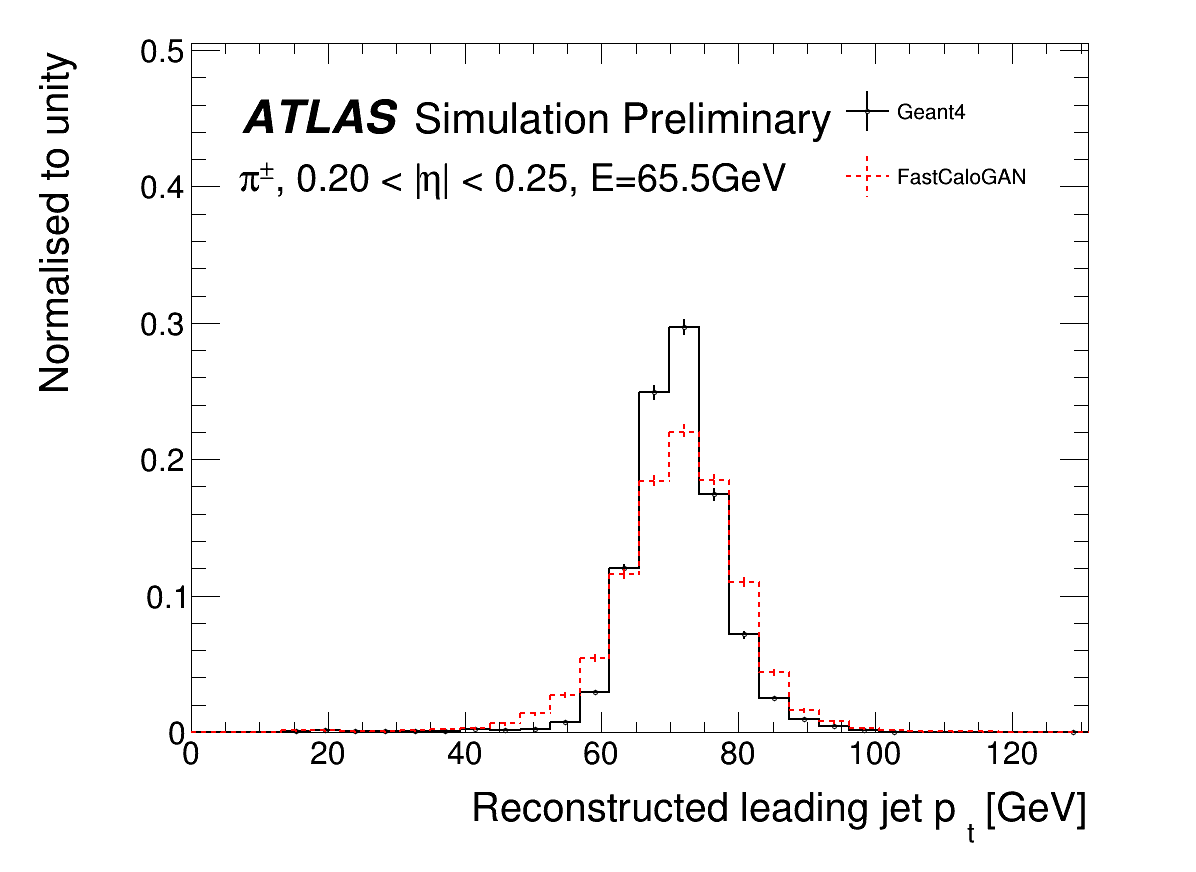 Normalised to unity
0.5
0.4
0.3
0.2
0.1
0
ATLAS Simulation Preliminary
π±, 0.20 < |η| < 0.25, E=65.5GeV
Geant4
FastCaloGAN
0 20 40 60 80 100 120
Reconstructed leading jet p t [GeV]